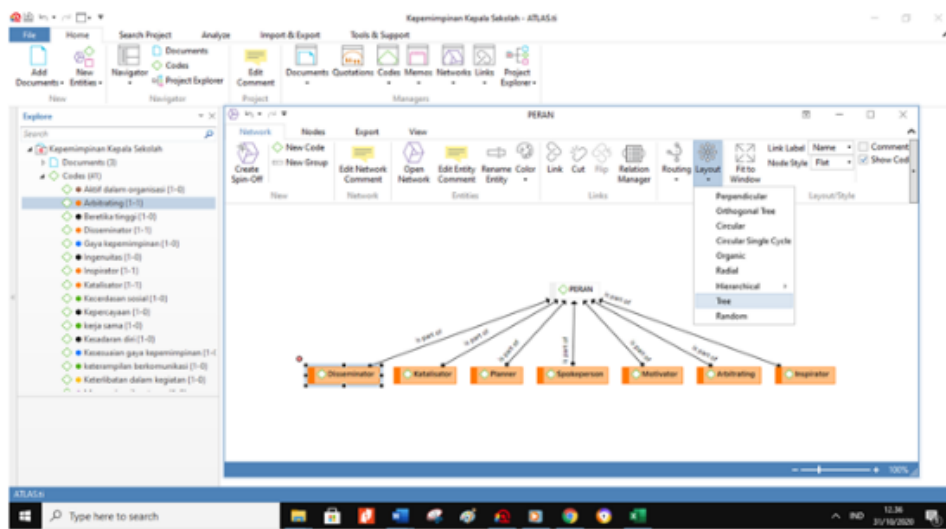 Kepemimpinan Kepala Sekolah - ATLAS.ti
File Home Search Project Analyze Import & Export Tools & Support
Add Documents New Entities Navigator Documents Codes Project Explorer Edit Comment Documents Quotations Codes Memos Networks Links Project Explorer
New Navigator Project Managers
Explore
Search
Kepemimpinan Kepala Sekolah
Documents (3)
Codes (41)
Aktif dalam organisasi (1-0)
Arbitrating (1-1)
Beretika tinggi (1-0)
Disseminator (1-1)
Gaya kepemimpinan (1-0)
Ingenuitas (1-0)
Inspirator (1-1)
Katalisator (1-1)
Kecerdasan sosial (1-0)
Kepercayaan (1-0)
kerja sama (1-0)
Kesadaran diri (1-0)
Kesesuaian gaya kepemimpinan (1-(
keterampilan berkomunikasi (1-0)
Keterlibatan dalam kegiatan (1-0)
PERAN
Network Nodes Export View
Create Spin-Off New Code New Group Edit Network Comment Open Network Edit Entity Comment Rename Entity Color Link Cut Flip Relation Manager Routing Layout Fit to Window Link Label Name Comment
Node Style Flat Show Cod
New Network Entities Links Layout/Style
Perpendicular
Orthogonal Tree
Circular
Circular Single Cycle
Organic
Radial
Hierarchical
Tree
Random
PERAN
is part of is part of is part of is part of is part of is part of
Disseminator Katalisator Planner Spokeperson Motivator Arbitrating Inspirator
100%
ATLAS.ti
Type here to search
IND
12.36
31/10/2020